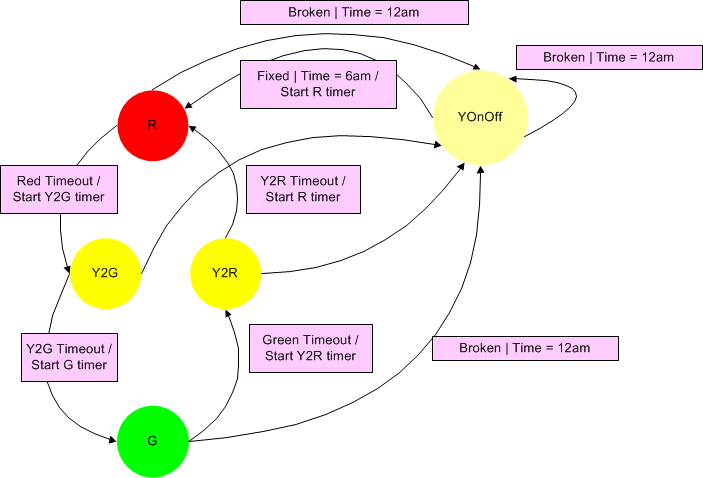 Broken | Time = 12am
Broken | Time = 12am
Fixed | Time = 6am /
Start R timer
R
YOnOff
Red Timeout /
Start Y2G timer
Y2R Timeout /
Start R timer
Y2G
Y2R
Y2G Timeout /
Start G timer
Green Timeout /
Start Y2R timer
Broken | Time = 12am
G